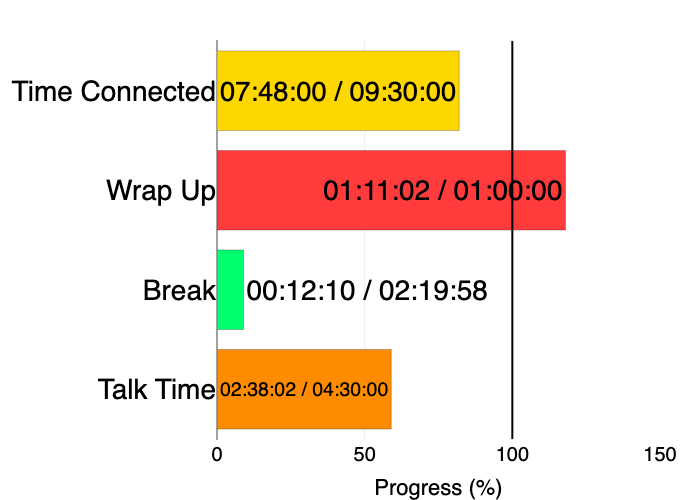 Time Connected 07:48:00 / 09:30:00
Wrap Up 01:11:02 / 01:00:00
Break 00:12:10 / 02:19:58
Talk Time 02:38:02 / 04:30:00
0 50 100 150
Progress (%)